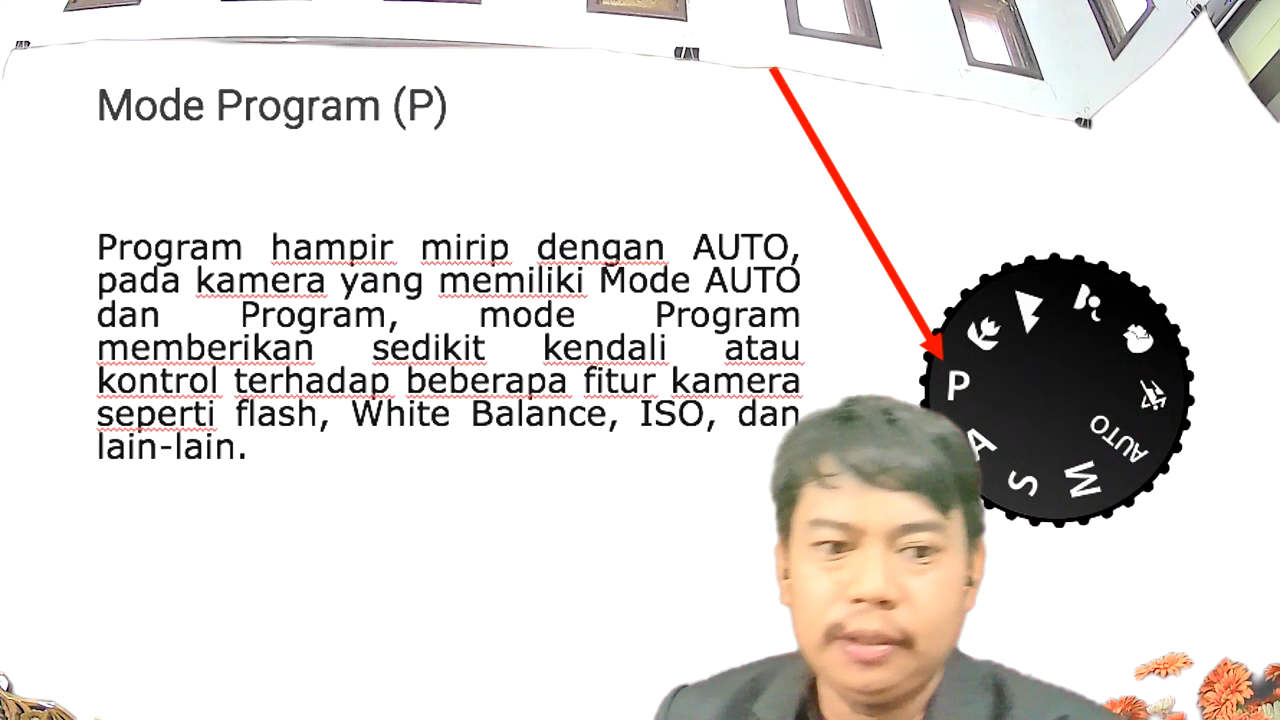 Mode Program (P)
Program hampir mirip dengan AUTO,
pada kamera yang memiliki Mode AUTO
dan Program, mode Program
memberikan sedikit kendali atau
kontrol terhadap beberapa fitur kamera
seperti flash, White Balance, ISO, dan
lain-lain.
P
A
S
M
AUTO